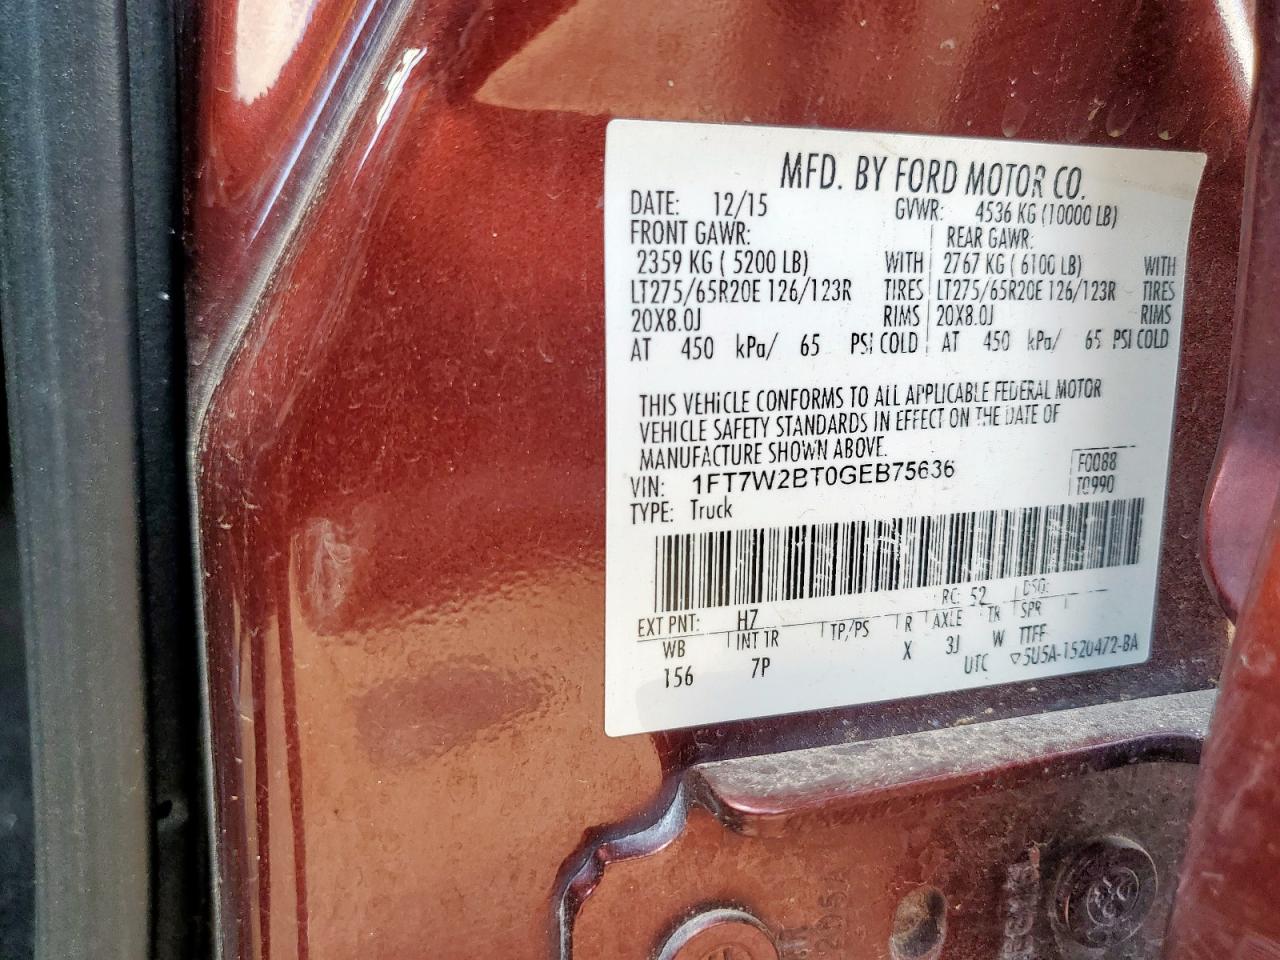 MFD. BY FORD MOTOR CO.
DATE: 12/15 GVWR: 4536 KG (10000 LB)
FRONT GAWR: REAR GAWR:
2359 KG ( 5200 LB) WITH 2767 KG ( 6100 LB) WITH
LT275/65R20E 126/123R TIRES LT275/65R20E 126/123R TIRES
20X8.0J RIMS 20X8.0J RIMS
AT 450 kPa/ 65 PSI COLD AT 450 kPa/ 65 PSI COLD
THIS VEHICLE CONFORMS TO ALL APPLICABLE FEDERAL MOTOR
VEHICLE SAFETY STANDARDS IN EFFECT ON THE DATE OF
MANUFACTURE SHOWN ABOVE.
VIN: 1FT7W2BT0GEB75636 F0088
TYPE: Truck T0990
EXT PNT: H7 RC: 52 DSO:
WB INT TR TP/PS R AXLE TR SPR
156 7P X 3J W TTFF
UTC ▽5U5A-1520472-BA